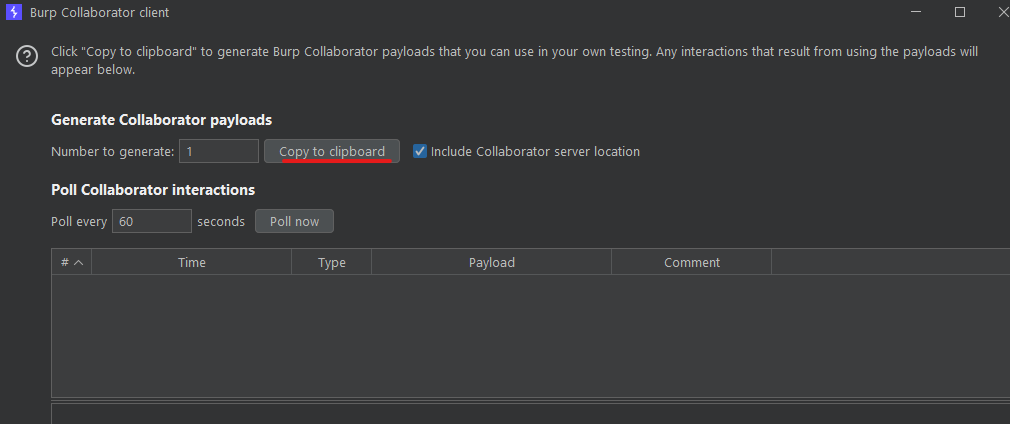 Burp Collaborator client
Click "Copy to clipboard" to generate Burp Collaborator payloads that you can use in your own testing. Any interactions that result from using the payloads will
appear below.
Generate Collaborator payloads
Number to generate: 1 Copy to clipboard Include Collaborator server location
Poll Collaborator interactions
Poll every 60 seconds Poll now
# Time Type Payload Comment